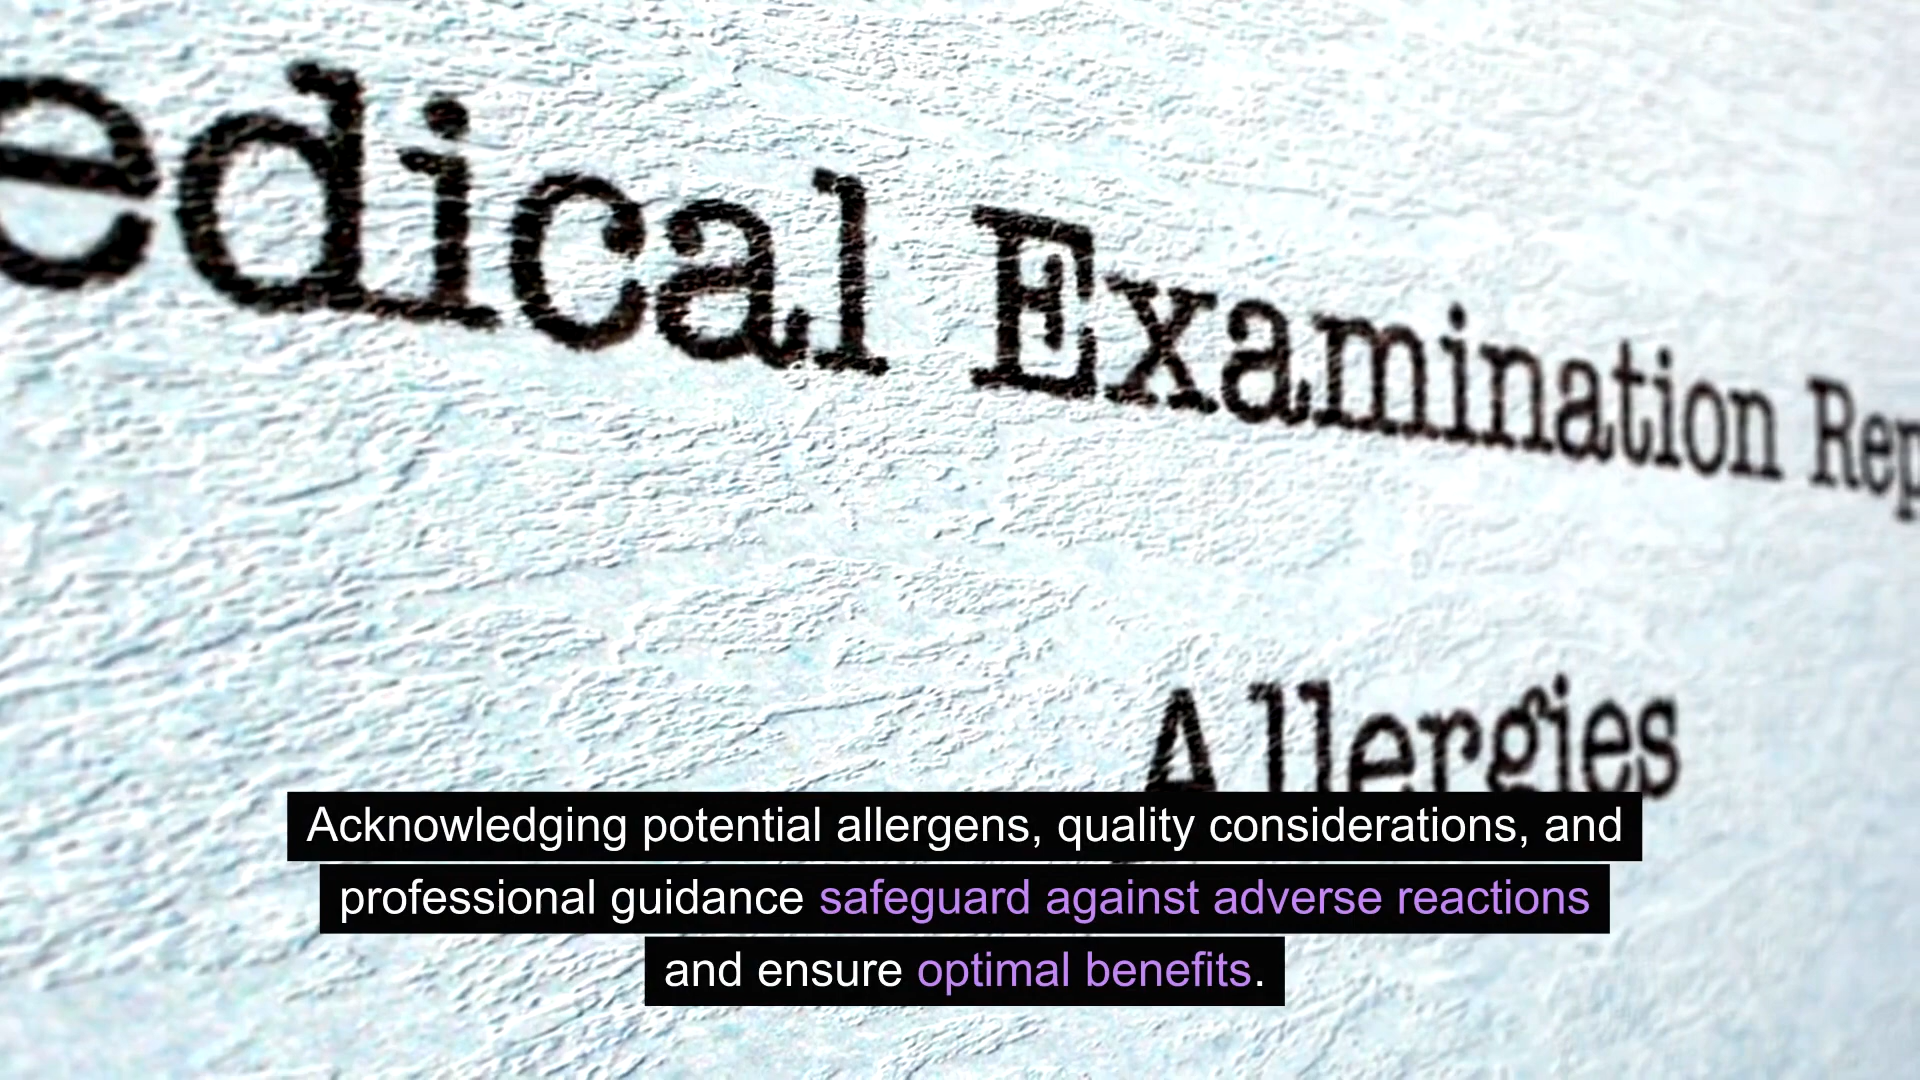 edical Examination Rep
Allergies
Acknowledging potential allergens, quality considerations, and
professional guidance safeguard against adverse reactions
and ensure optimal benefits.